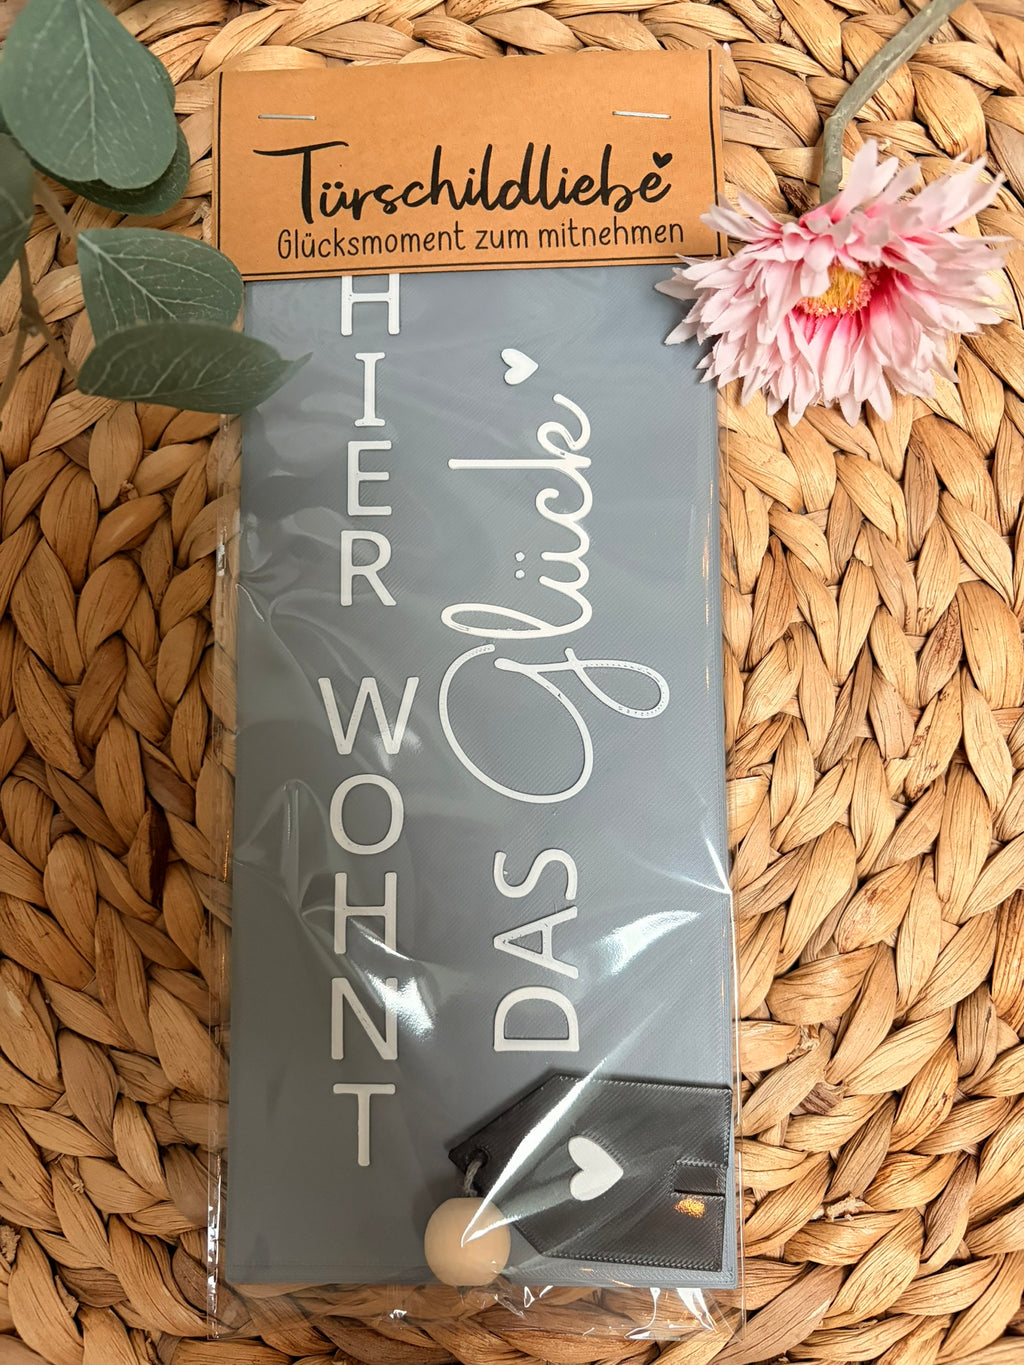 Türschildliebe
Glücksmoment zum mitnehmen
HIER WOHNT
DAS Glück